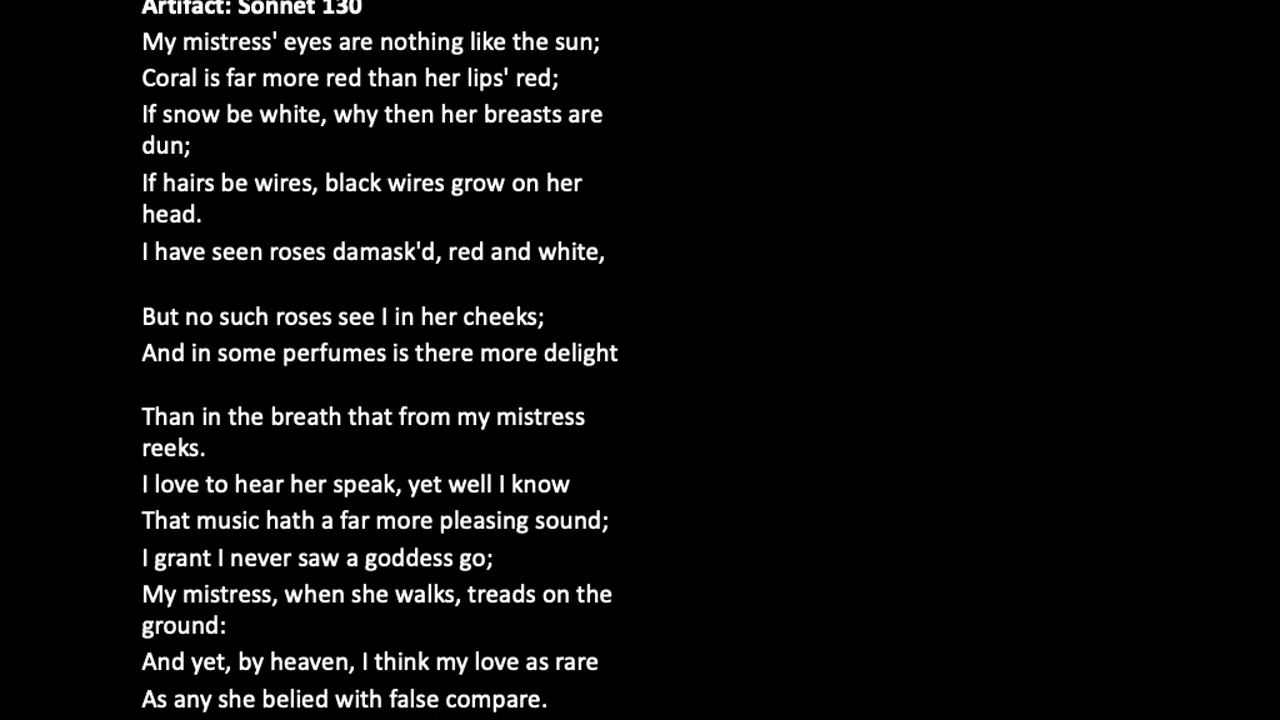 Artifact: Sonnet 130
My mistress' eyes are nothing like the sun;
Coral is far more red than her lips' red;
If snow be white, why then her breasts are
dun;
If hairs be wires, black wires grow on her
head.
I have seen roses damask'd, red and white,
But no such roses see I in her cheeks;
And in some perfumes is there more delight
Than in the breath that from my mistress
reeks.
I love to hear her speak, yet well I know
That music hath a far more pleasing sound;
I grant I never saw a goddess go;
My mistress, when she walks, treads on the
ground:
And yet, by heaven, I think my love as rare
As any she belied with false compare.